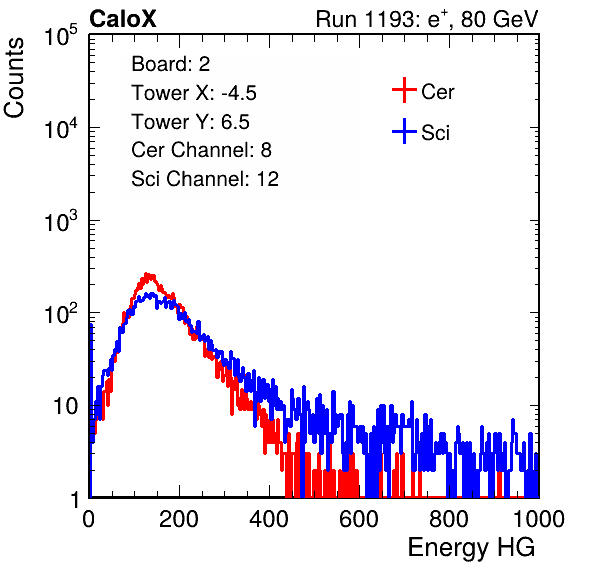 CaloX Run 1193: e⁺, 80 GeV
Counts
10⁵
10⁴
10³
10²
10
1
Board: 2
Tower X: -4.5
Tower Y: 6.5
Cer Channel: 8
Sci Channel: 12
Cer
Sci
0 200 400 600 800 1000
Energy HG